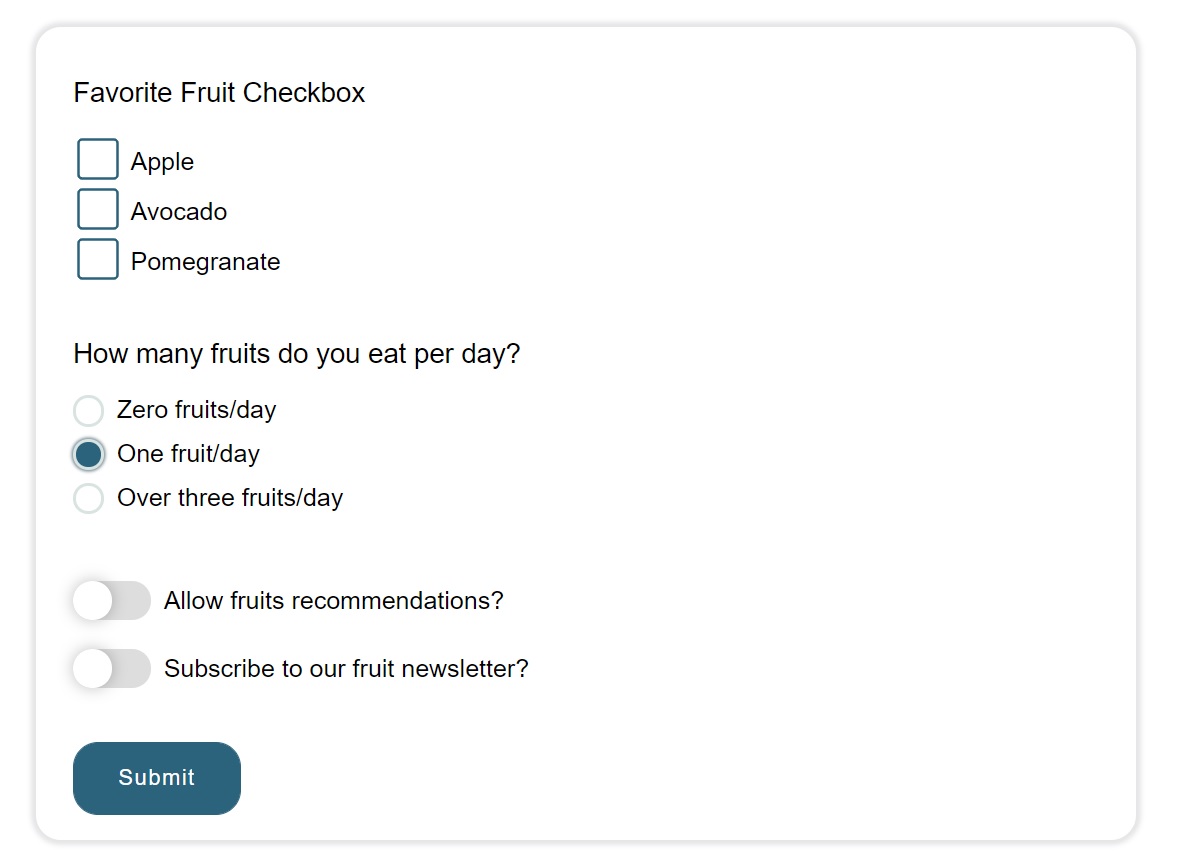 Favorite Fruit Checkbox
Apple
Avocado
Pomegranate
How many fruits do you eat per day?
Zero fruits/day
One fruit/day
Over three fruits/day
Allow fruits recommendations?
Subscribe to our fruit newsletter?
Submit